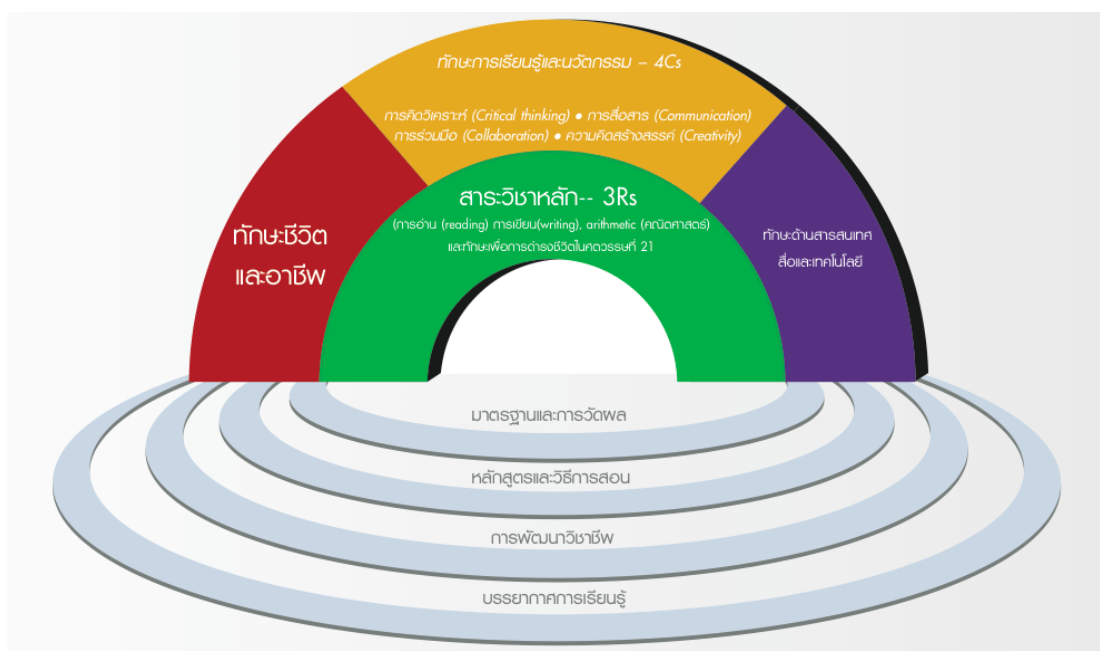 ทักษะการเรียนรู้และนวัตกรรม – 4Cs
การคิดวิเคราะห์ (Critical thinking) ● การสื่อสาร (Communication)
การร่วมมือ (Collaboration) ● ความคิดสร้างสรรค์ (Creativity)
สาระวิชาหลัก-- 3Rs
(การอ่าน (reading) การเขียน(writing), arithmetic (คณิตศาสตร์)
และทักษะเพื่อการดำรงชีวิตในศตวรรษที่ 21
ทักษะชีวิต
และอาชีพ
ทักษะด้านสารสนเทศ
สื่อและเทคโนโลยี
มาตรฐานและการวัดผล
หลักสูตรและวิธีการสอน
การพัฒนาวิชาชีพ
บรรยากาศการเรียนรู้